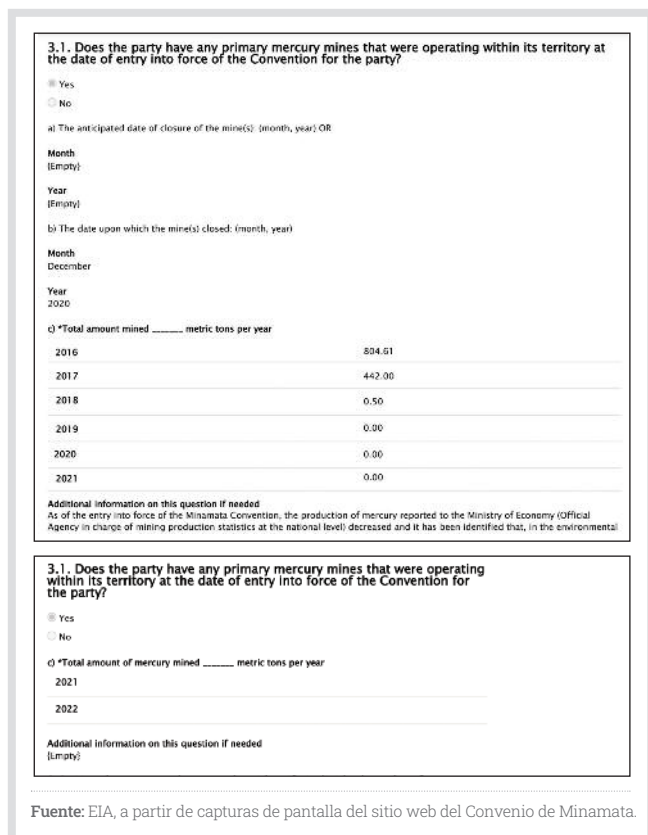 3.1. Does the party have any primary mercury mines that were operating within its territory at
the date of entry into force of the Convention for the party?
Yes
No
a) The anticipated date of closure of the mine(s): (month, year) OR
Month
{Empty}
Year
{Empty}
b) The date upon which the mine(s) closed: (month, year)
Month
December
Year
2020
c) *Total amount mined ______ metric tons per year
2016 804.61
2017 442.00
2018 0.50
2019 0.00
2020 0.00
2021 0.00
Additional information on this question if needed
As of the entry into force of the Minamata Convention, the production of mercury reported to the Ministry of Economy (Official
Agency in charge of mining production statistics at the national level) decreased and it has been identified that, in the environmental
3.1. Does the party have any primary mercury mines that were operating
within its territory at the date of entry into force of the Convention for
the party?
Yes
No
c) *Total amount of mercury mined ______ metric tons per year
2021
2022
Additional information on this question if needed
{Empty}
Fuente: EIA, a partir de capturas de pantalla del sitio web del Convenio de Minamata.